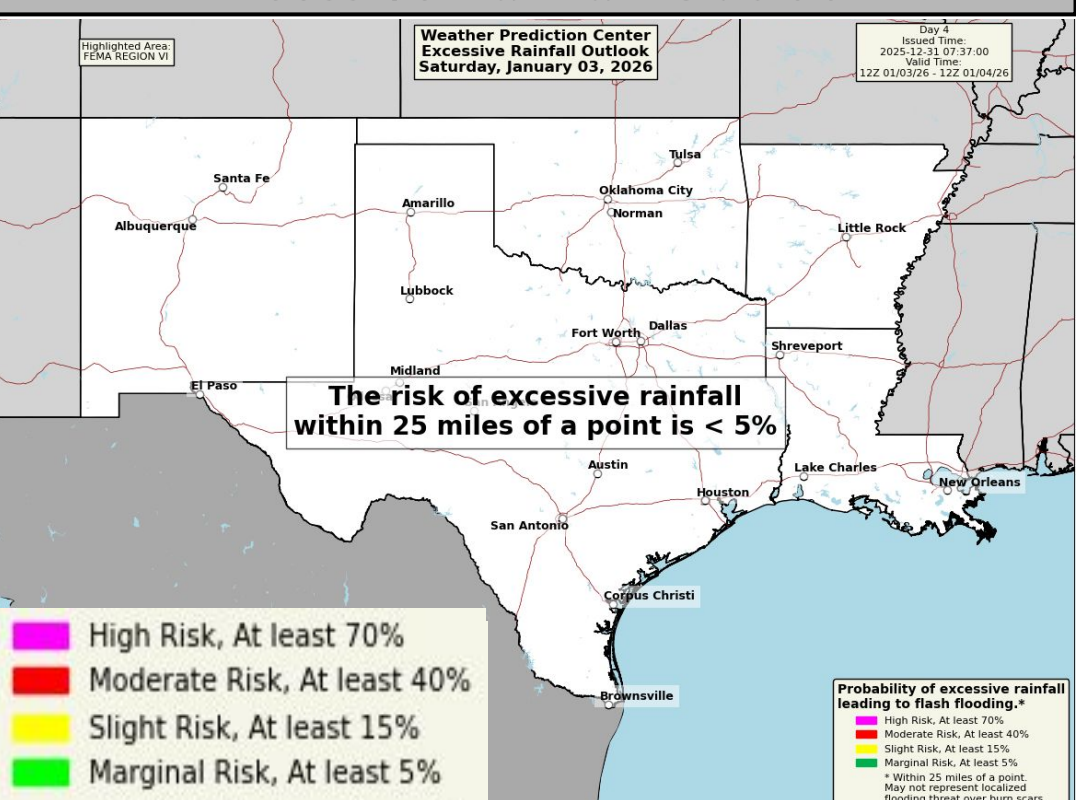 Weather Prediction Center
Excessive Rainfall Outlook
Saturday, January 03, 2026
Highlighted Area:
FEMA REGION VI
Day 4
Issued Time:
2025-12-31 07:37:00
Valid Time:
12Z 01/03/26 - 12Z 01/04/26
Tulsa
Santa Fe
Oklahoma City
Amarillo
Norman
Albuquerque
Little Rock
Lubbock
Dallas
Fort Worth
Shreveport
Midland
El Paso
The risk of excessive rainfall
within 25 miles of a point is < 5%
Austin
Lake Charles
New Orleans
Houston
San Antonio
Corpus Christi
Brownsville
High Risk, At least 70%
Moderate Risk, At least 40%
Slight Risk, At least 15%
Marginal Risk, At least 5%
Probability of excessive rainfall
leading to flash flooding.*
High Risk, At least 70%
Moderate Risk, At least 40%
Slight Risk, At least 15%
Marginal Risk, At least 5%
* Within 25 miles of a point.
May not represent localized
flooding threat over burn scars